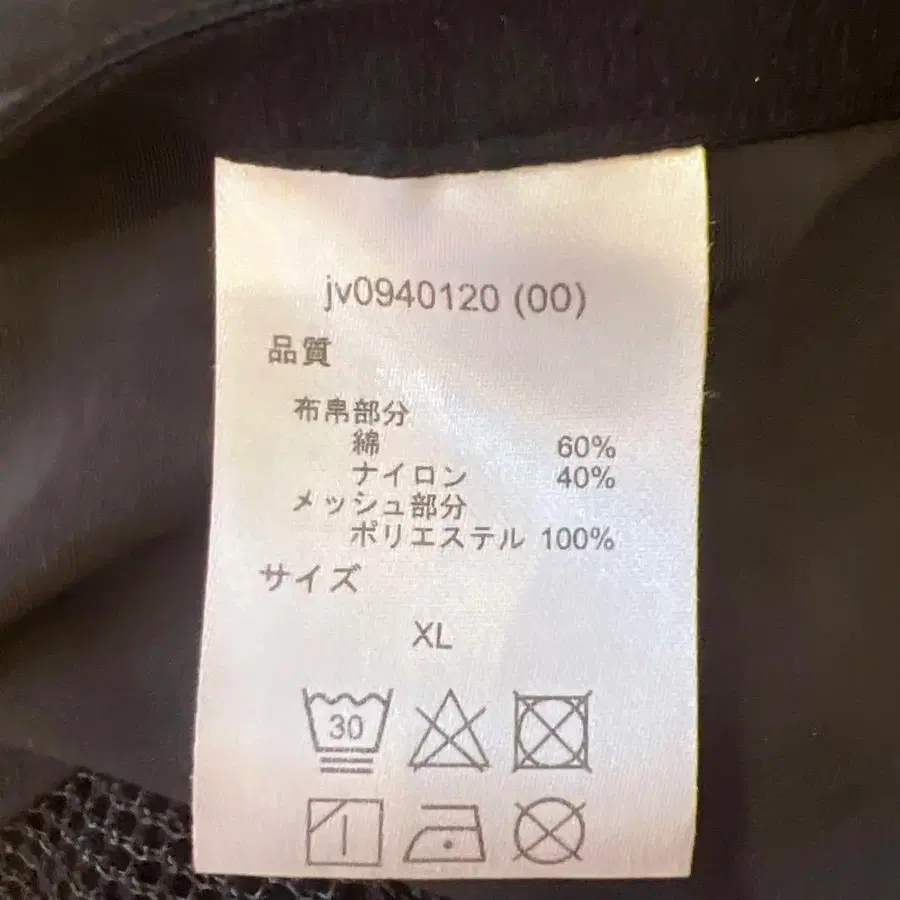 jv0940120 (00)
品質
布帛部分
綿 60%
ナイロン 40%
メッシュ部分
ポリエステル 100%
サイズ
XL
30